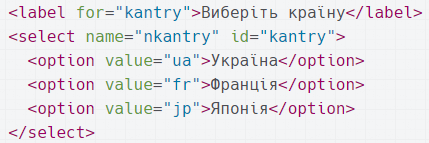 <label for="kantry">Виберіть країну</label>
<select name="nkantry" id="kantry">
  <option value="ua">Україна</option>
  <option value="fr">Франція</option>
  <option value="jp">Японія</option>
</select>